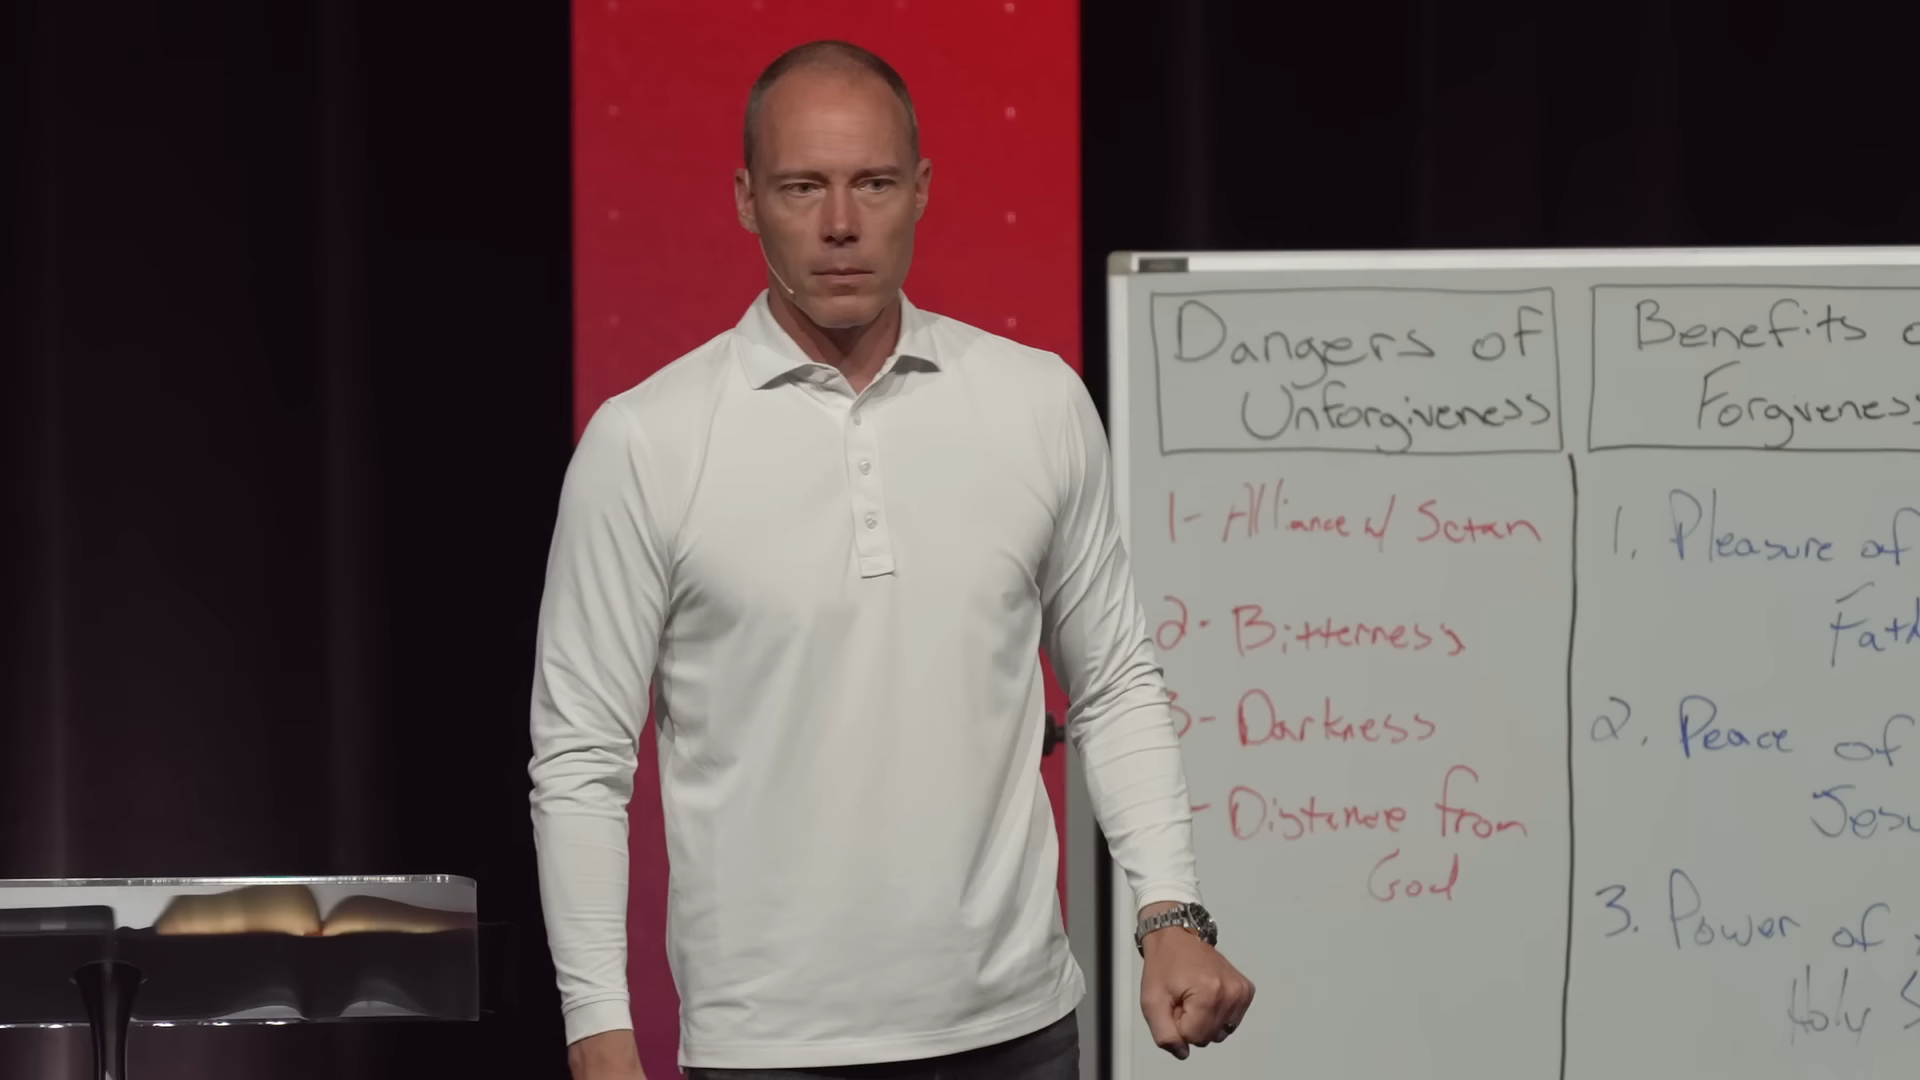 Dangers of
Unforgiveness
1- Alliance w/ Satan
2- Bitterness
3- Darkness
- Distance from
God
Benefits
Forgiveness
1. Pleasure of
2. Peace of
3. Power of
Holy